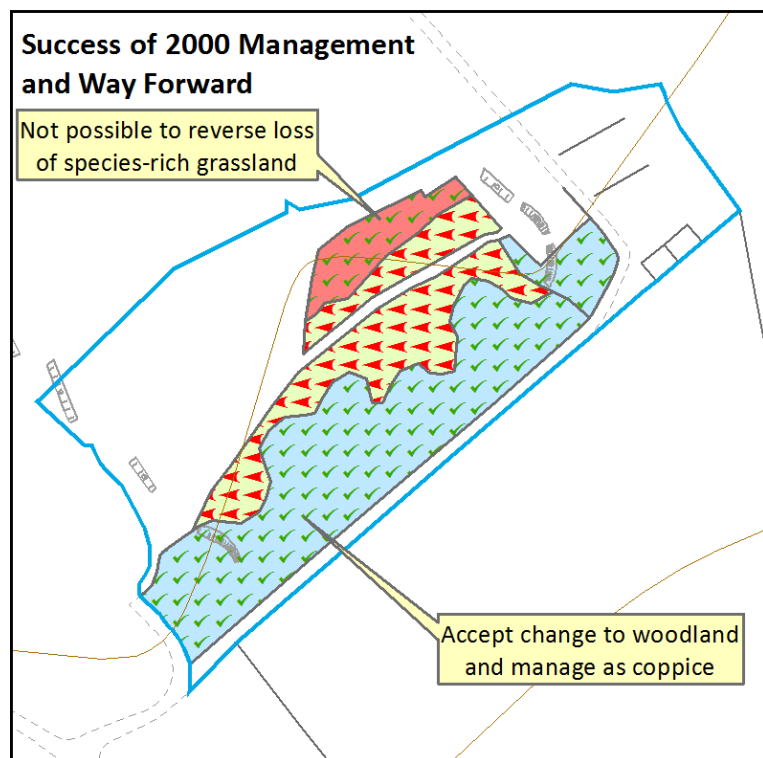 Success of 2000 Management
and Way Forward
Not possible to reverse loss
of species-rich grassland
Accept change to woodland
and manage as coppice